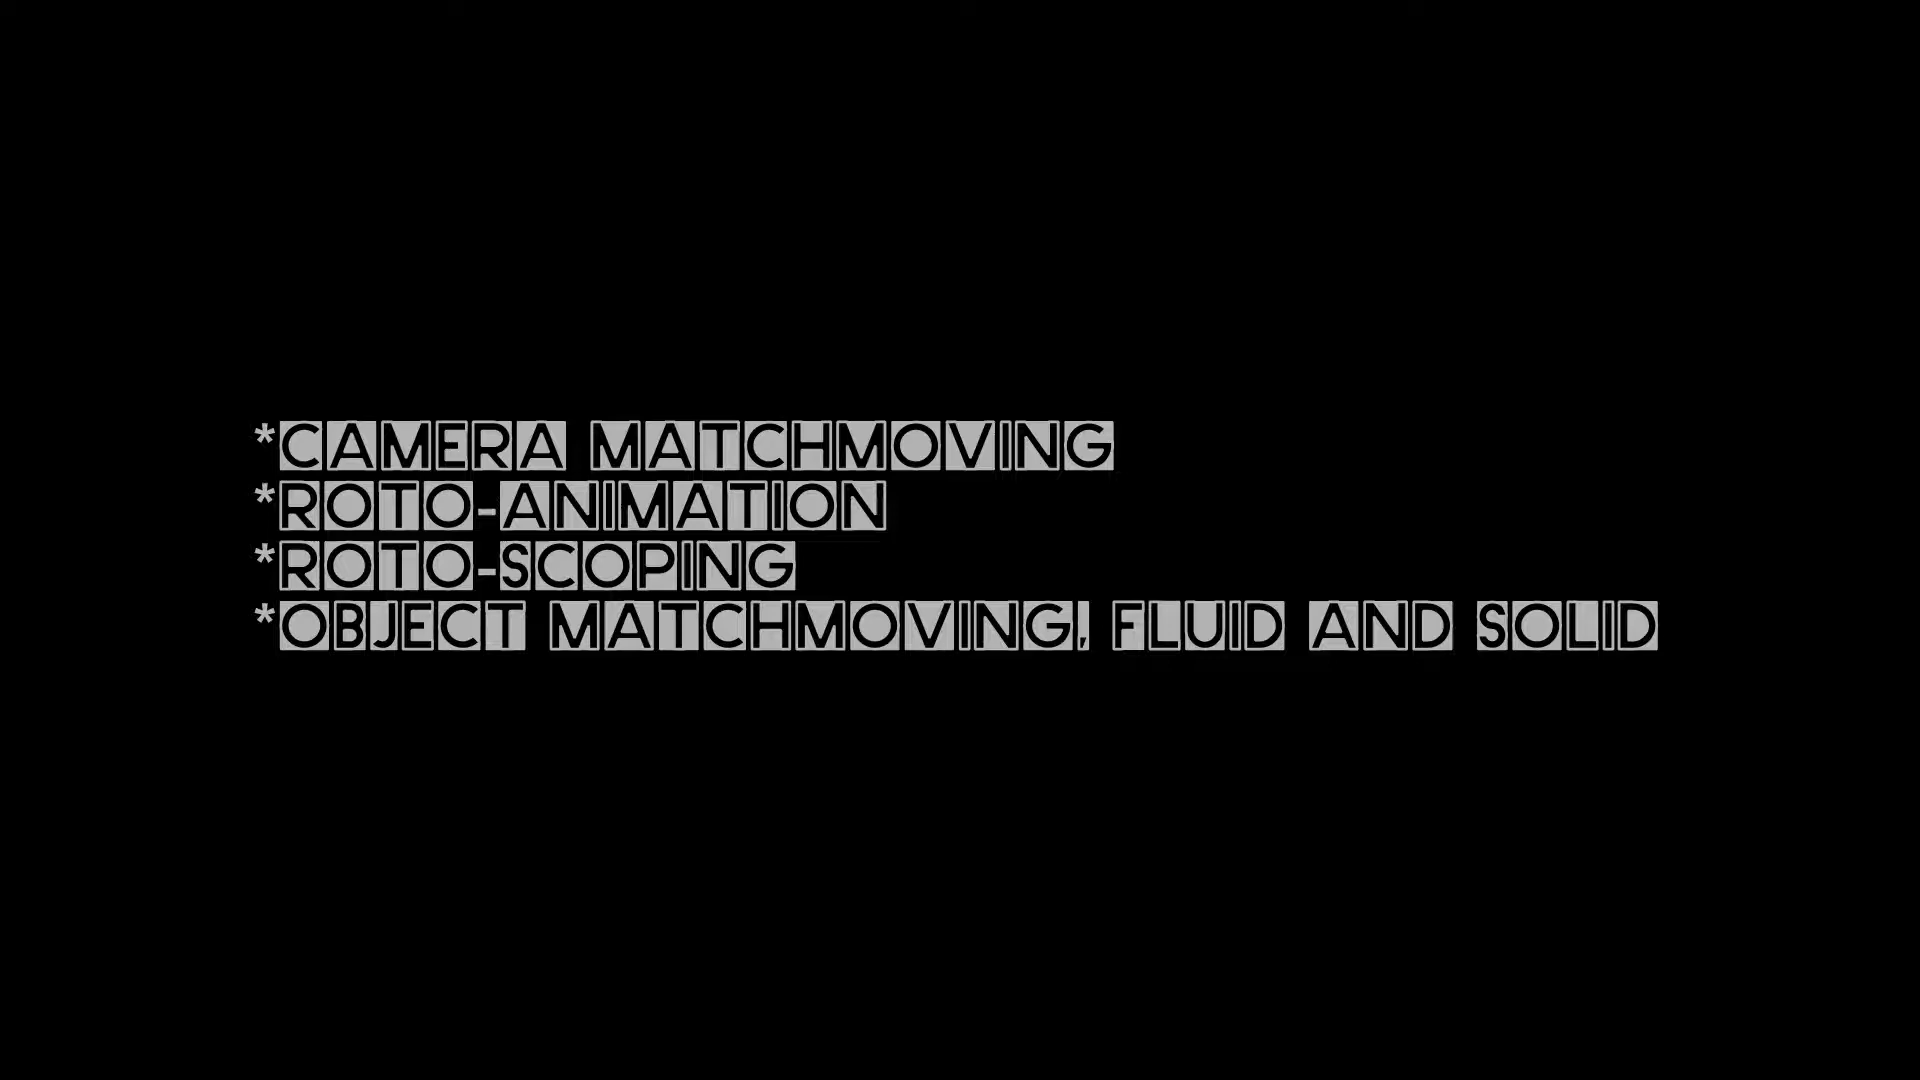 *CAMERA MATCHMOVING
*ROTO-ANIMATION
*ROTO-SCOPING
*OBJECT MATCHMOVING, FLUID AND SOLID